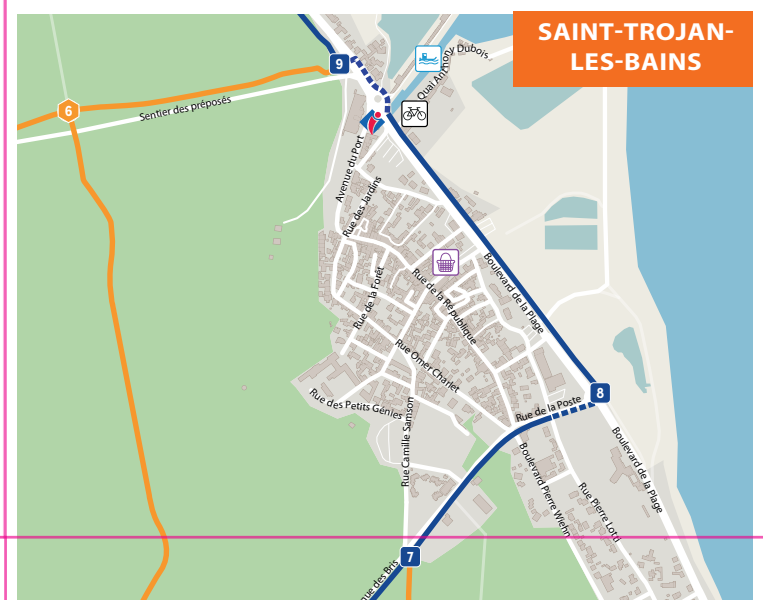 SAINT-TROJAN-
LES-BAINS
9
Quai Anthony Dubois
6
Sentier des préposés
Avenue du Port
Rue des Jardins
Boulevard de la Plage
Rue de la République
Rue de la Forêt
Rue Omer Charlet
8
Rue des Petits Génies
Rue de la Poste
Rue Camille Samson
Boulevard de la Plage
Boulevard Pierre Wiehn
Rue Pierre Loti
7
nue des Bris